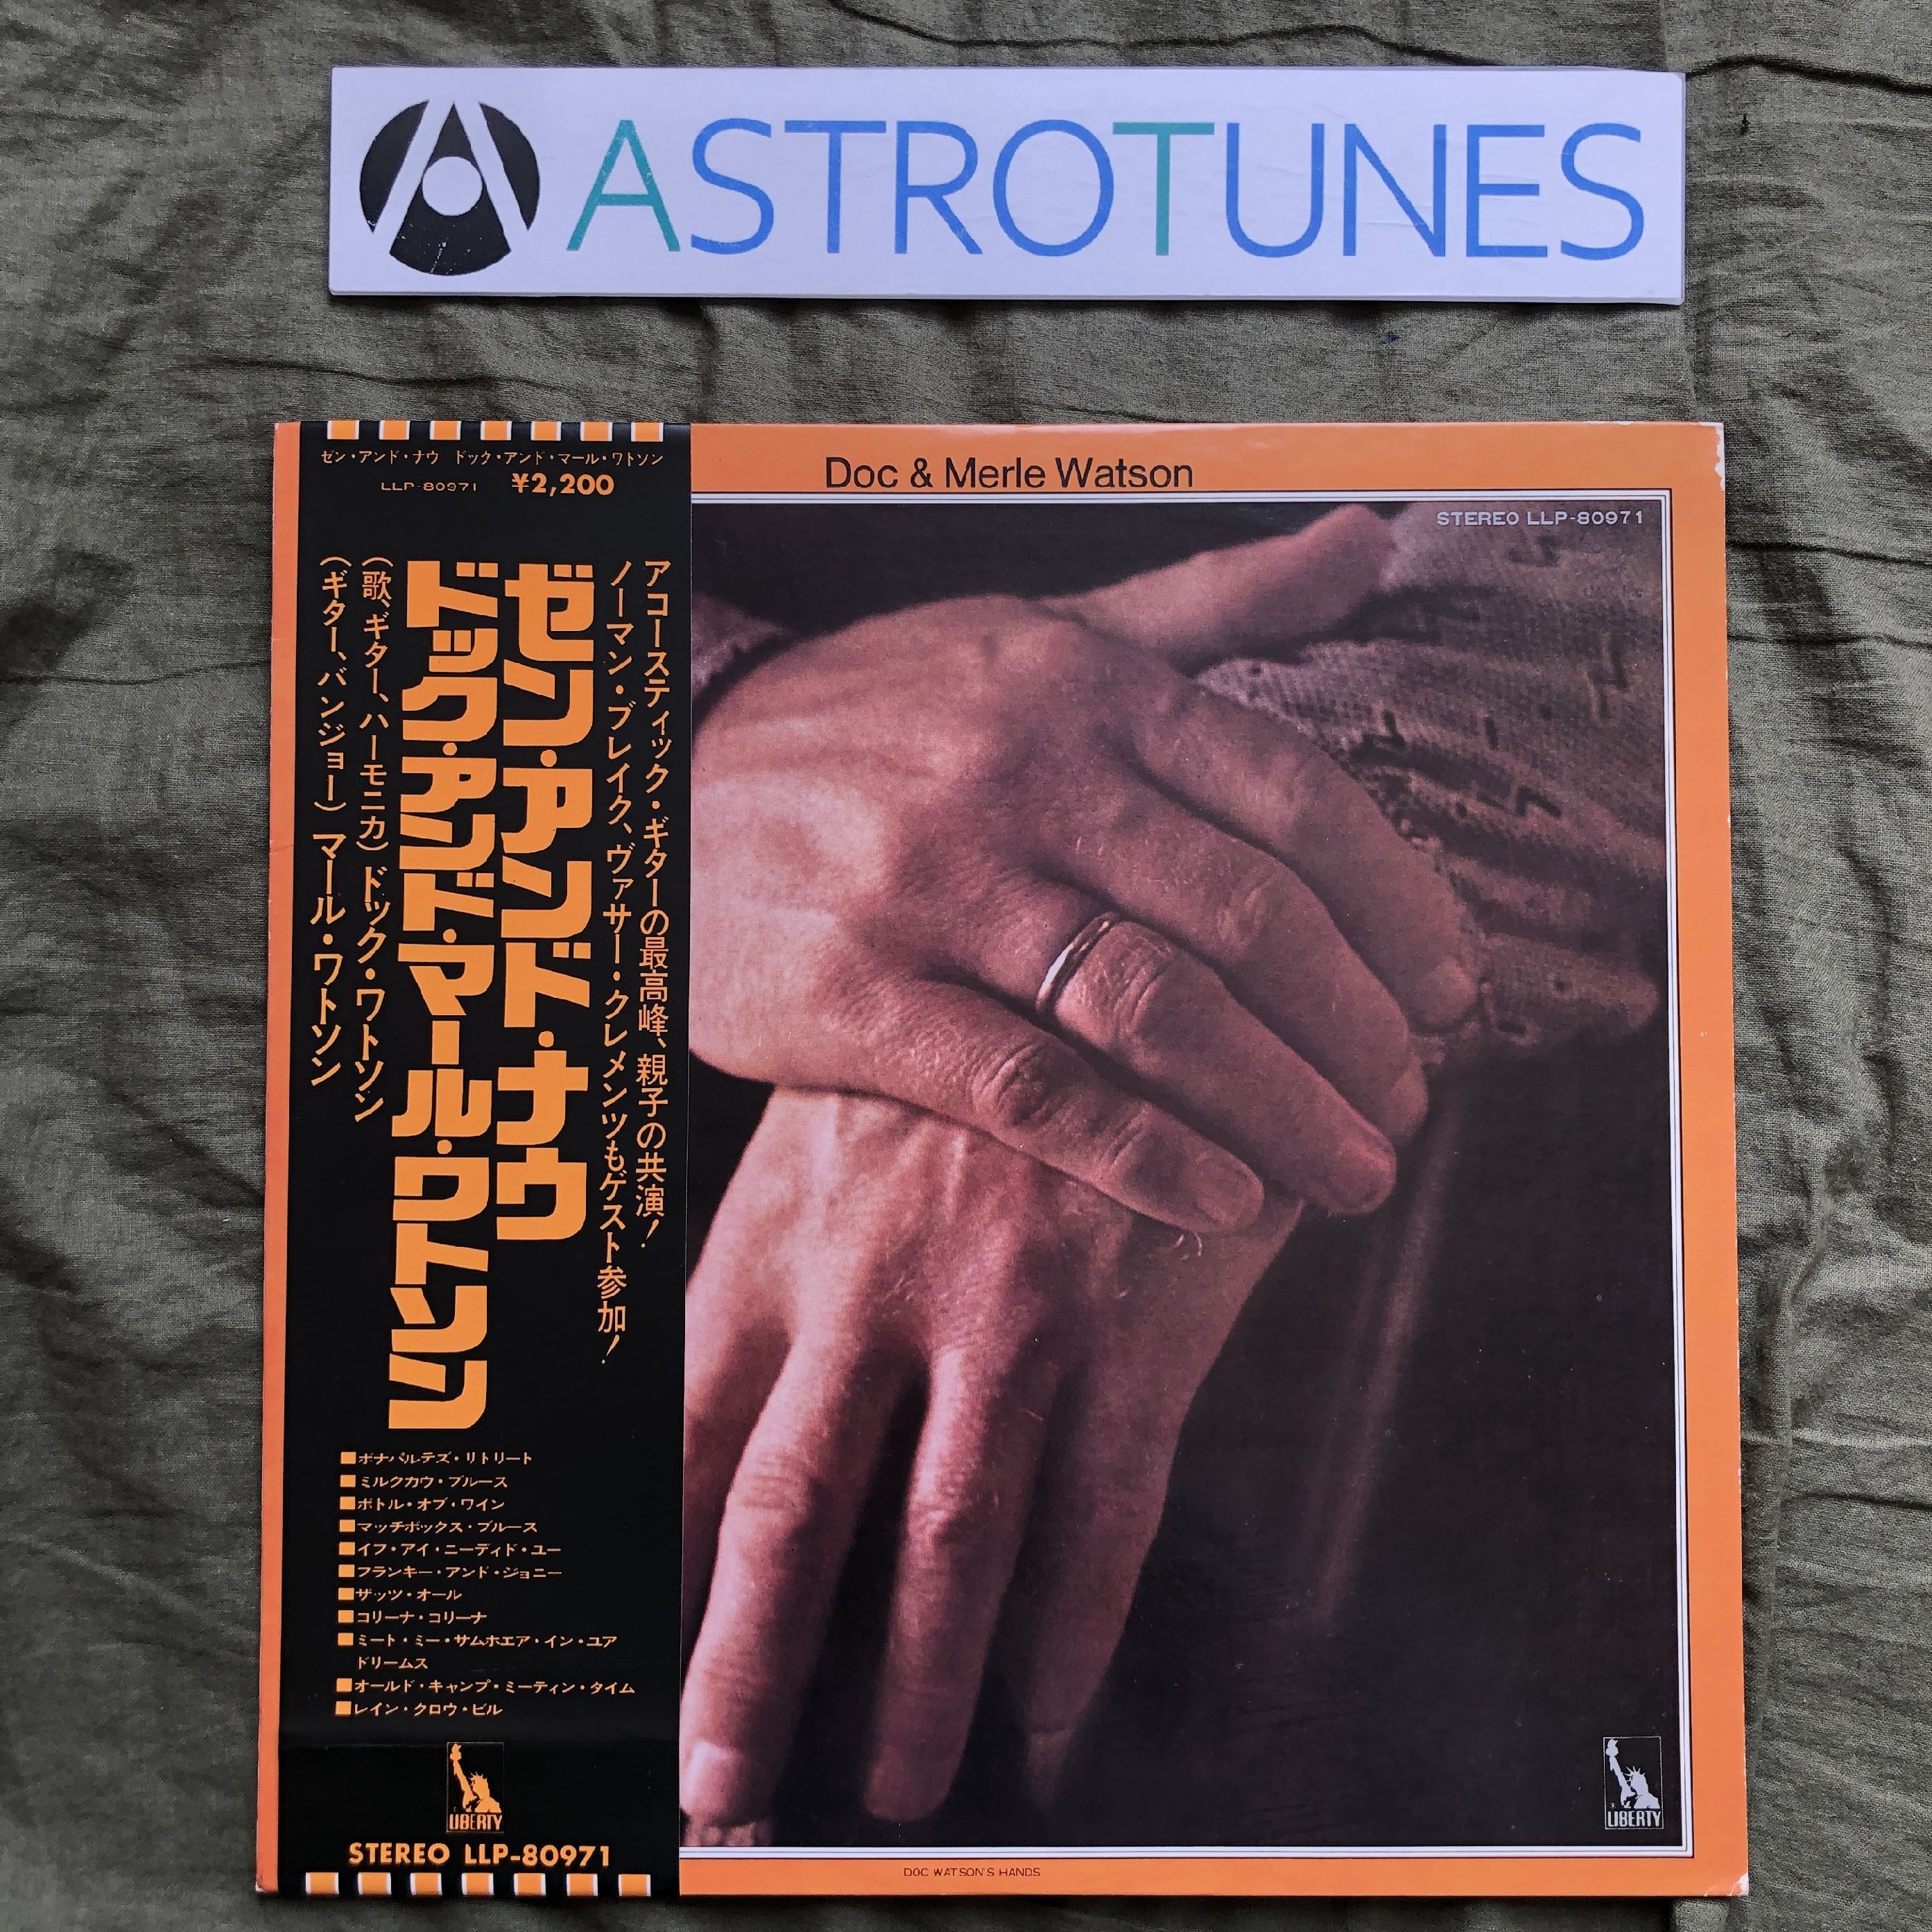 ASTROTUNES
ゼン・アンド・ナウ ドック・アンド・マール・ワトソン
LLP-80971 ¥2,200
アコースティック・ギターの最高峰、親子の共演!
ノーマン・ブレイク、ヴァサー・クレメンツもゲスト参加!
ゼン・アンド・ナウ
ドック・アンド・マール・ワトソン
(歌、ギター、ハーモニカ) ドック・ワトソン
(ギター、バンジョー) マール・ワトソン
■ボナパルテズ・リトリート
■ミルクカウ・ブルース
■ボトル・オブ・ワイン
■マッチボックス・ブルース
■イフ・アイ・ニーディド・ユー
■フランキー・アンド・ジョニー
■ザッツ・オール
■コリーナ・コリーナ
■ミート・ミー・サムホエア・イン・ユア
ドリームス
■オールド・キャンプ・ミーティン・タイム
■レイン・クロウ・ビル
LIBERTY
STEREO LLP-80971
Doc & Merle Watson
STEREO LLP-80971
LIBERTY
DOC WATSON'S HANDS